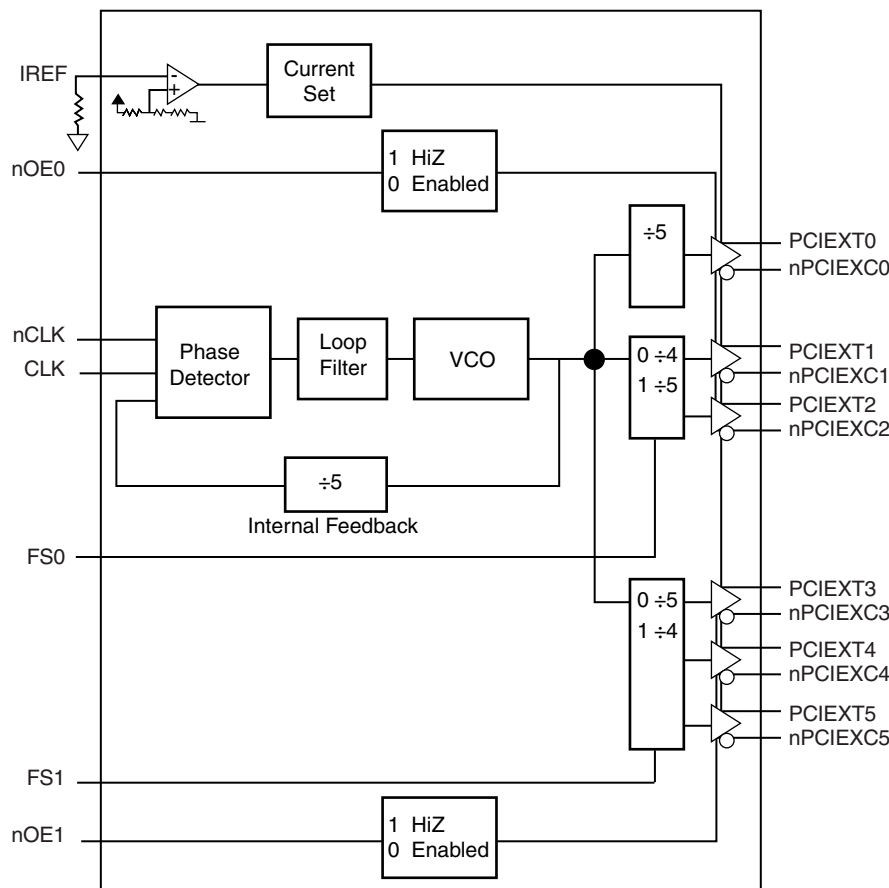 IREF
-
+
Current
Set
nOE0
1 HiZ
0 Enabled
÷5
PCIEXT0
nPCIEXC0
nCLK
CLK
Phase
Detector
Loop
Filter
VCO
0 ÷4
1 ÷5
PCIEXT1
nPCIEXC1
PCIEXT2
nPCIEXC2
÷5
Internal Feedback
FS0
0 ÷5
1 ÷4
PCIEXT3
nPCIEXC3
PCIEXT4
nPCIEXC4
PCIEXT5
nPCIEXC5
FS1
nOE1
1 HiZ
0 Enabled